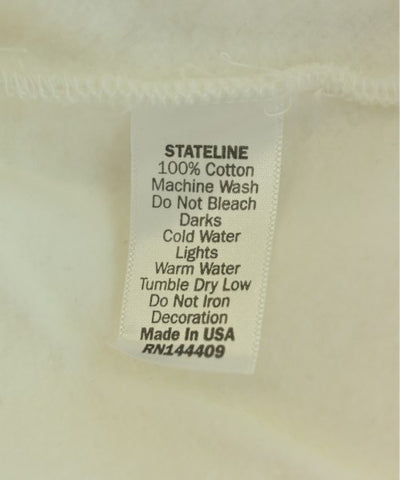 STATELINE
100% Cotton
Machine Wash
Do Not Bleach
Darks
Cold Water
Lights
Warm Water
Tumble Dry Low
Do Not Iron
Decoration
Made In USA
RN144409